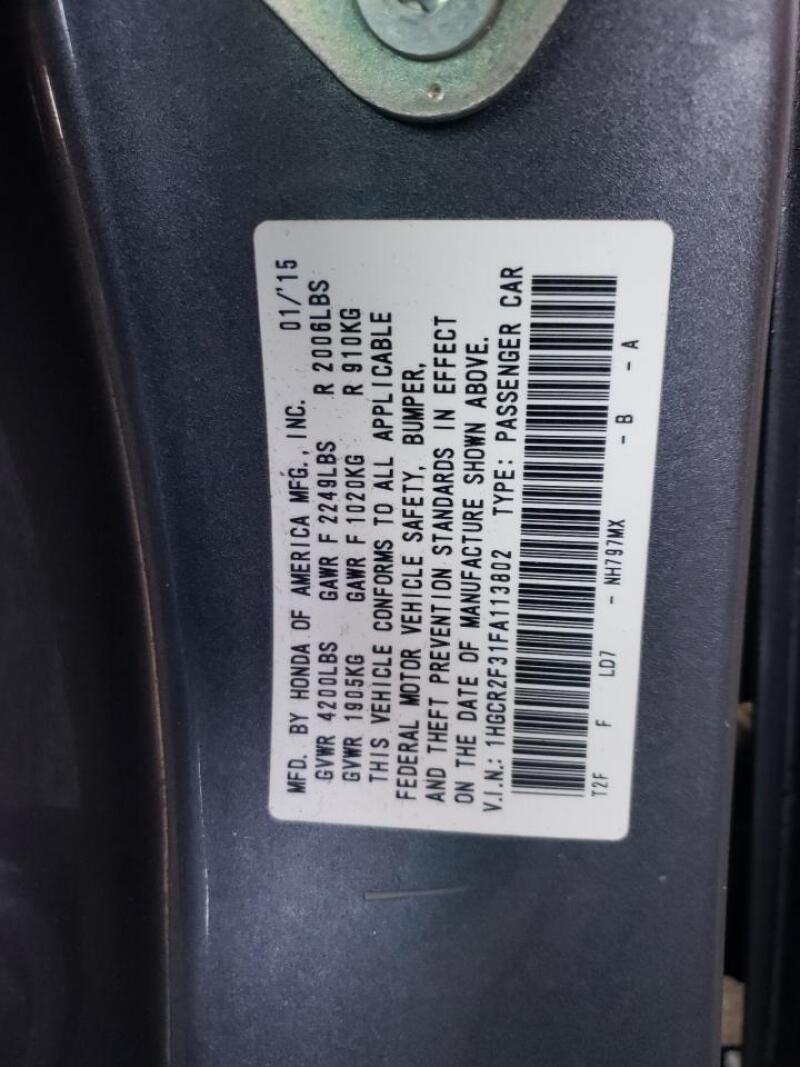 MFD. BY HONDA OF AMERICA MFG., INC. 01/'15
GVWR 4200LBS GAWR F 2249LBS R 2006LBS
GVWR 1905KG GAWR F 1020KG R 910KG
THIS VEHICLE CONFORMS TO ALL APPLICABLE
FEDERAL MOTOR VEHICLE SAFETY, BUMPER,
AND THEFT PREVENTION STANDARDS IN EFFECT
ON THE DATE OF MANUFACTURE SHOWN ABOVE.
V.I.N.: 1HGCR2F31FA113802 TYPE: PASSENGER CAR
T2F F LD7 - NH797MX - B - A